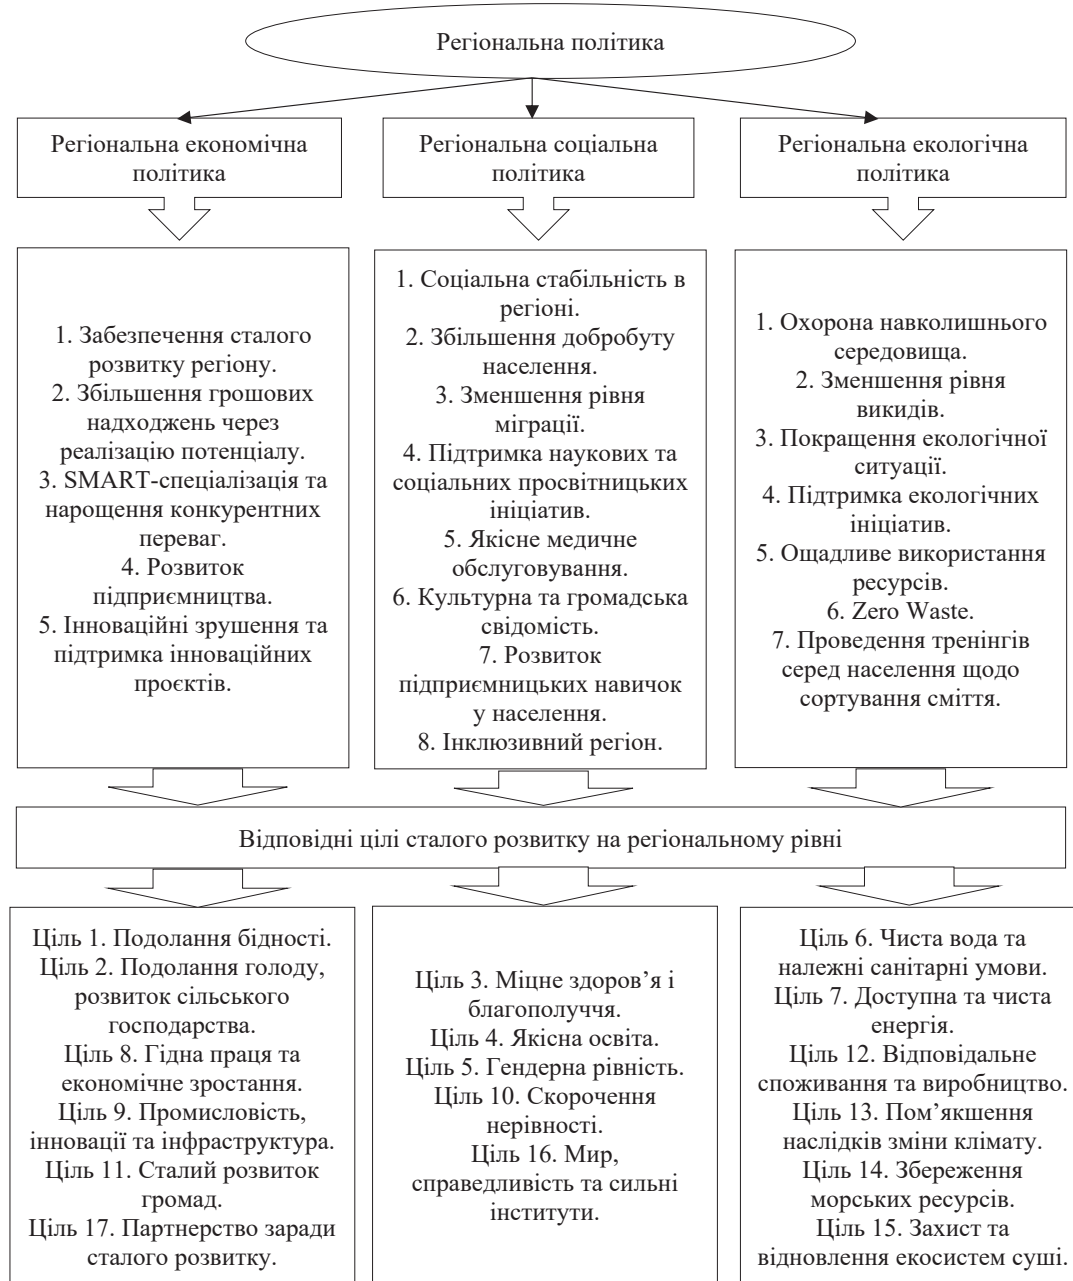 Регіональна політика
Регіональна економічна
політика
Регіональна соціальна
політика
Регіональна екологічна
політика
1. Забезпечення сталого
розвитку регіону.
2. Збільшення грошових
надходжень через
реалізацію потенціалу.
3. SMART-спеціалізація та
нарощення конкурентних
переваг.
4. Розвиток
підприємництва.
5. Інноваційні зрушення та
підтримка інноваційних
проєктів.
1. Соціальна стабільність в
регіоні.
2. Збільшення добробуту
населення.
3. Зменшення рівня
міграції.
4. Підтримка наукових та
соціальних просвітницьких
ініціатив.
5. Якісне медичне
обслуговування.
6. Культурна та громадська
свідомість.
7. Розвиток
підприємницьких навичок
у населення.
8. Інклюзивний регіон.
1. Охорона навколишнього
середовища.
2. Зменшення рівня
викидів.
3. Покращення екологічної
ситуації.
4. Підтримка екологічних
ініціатив.
5. Ощадливе використання
ресурсів.
6. Zero Waste.
7. Проведення тренінгів
серед населення щодо
сортування сміття.
Відповідні цілі сталого розвитку на регіональному рівні
Ціль 1. Подолання бідності.
Ціль 2. Подолання голоду,
розвиток сільського
господарства.
Ціль 8. Гідна праця та
економічне зростання.
Ціль 9. Промисловість,
інновації та інфраструктура.
Ціль 11. Сталий розвиток
громад.
Ціль 17. Партнерство заради
сталого розвитку.
Ціль 3. Міцне здоров’я і
благополуччя.
Ціль 4. Якісна освіта.
Ціль 5. Гендерна рівність.
Ціль 10. Скорочення
нерівності.
Ціль 16. Мир,
справедливість та сильні
інститути.
Ціль 6. Чиста вода та
належні санітарні умови.
Ціль 7. Доступна та чиста
енергія.
Ціль 12. Відповідальне
споживання та виробництво.
Ціль 13. Пом’якшення
наслідків зміни клімату.
Ціль 14. Збереження
морських ресурсів.
Ціль 15. Захист та
відновлення екосистем суші.